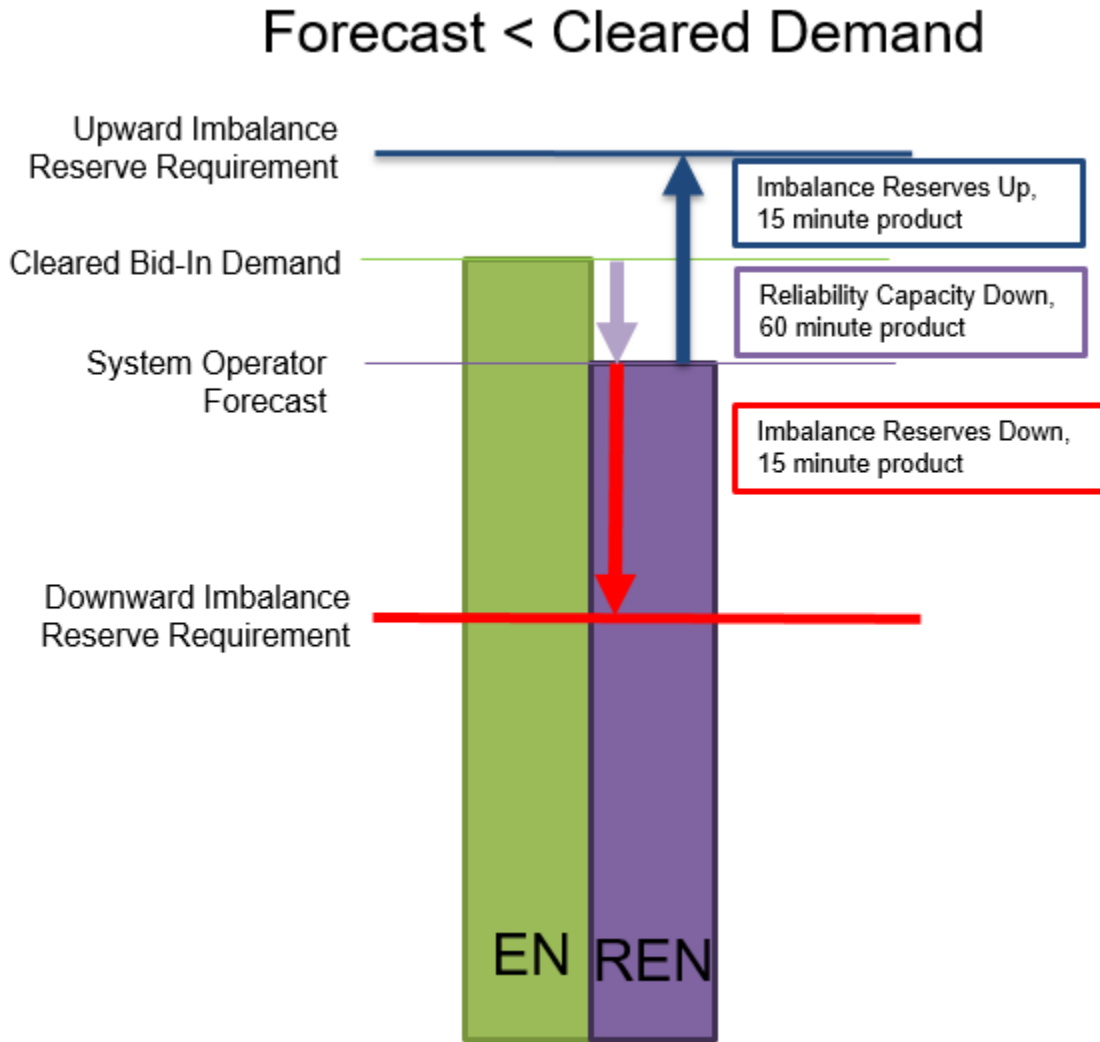 Forecast < Cleared Demand
Upward Imbalance
Reserve Requirement
Imbalance Reserves Up,
15 minute product
Cleared Bid-In Demand
Reliability Capacity Down,
60 minute product
System Operator
Forecast
Imbalance Reserves Down,
15 minute product
Downward Imbalance
Reserve Requirement
EN
REN